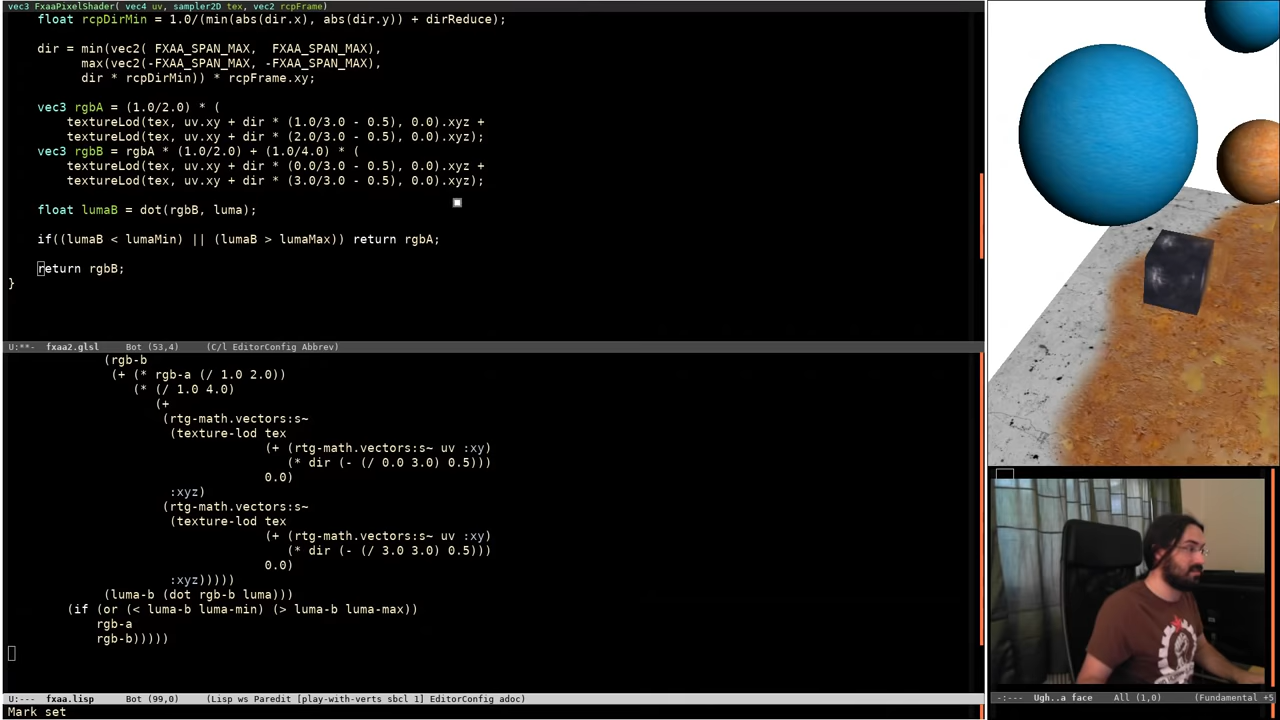 vec3 FxaaPixelShader( vec4 uv, sampler2D tex, vec2 rcpFrame)
float rcpDirMin = 1.0/(min(abs(dir.x), abs(dir.y)) + dirReduce);
dir = min(vec2( FXAA_SPAN_MAX,  FXAA_SPAN_MAX),
max(vec2(-FXAA_SPAN_MAX, -FXAA_SPAN_MAX),
dir * rcpDirMin)) * rcpFrame.xy;
vec3 rgbA = (1.0/2.0) * (
textureLod(tex, uv.xy + dir * (1.0/3.0 - 0.5), 0.0).xyz +
textureLod(tex, uv.xy + dir * (2.0/3.0 - 0.5), 0.0).xyz);
vec3 rgbB = rgbA * (1.0/2.0) + (1.0/4.0) * (
textureLod(tex, uv.xy + dir * (0.0/3.0 - 0.5), 0.0).xyz +
textureLod(tex, uv.xy + dir * (3.0/3.0 - 0.5), 0.0).xyz);
float lumaB = dot(rgbB, luma);
if((lumaB < lumaMin) || (lumaB > lumaMax)) return rgbA;
return rgbB;
}
U:**-  fxaa2.glsl     Bot (53,4)     (C/l EditorConfig Abbrev)
(rgb-b
(+ (* rgb-a (/ 1.0 2.0))
(* (/ 1.0 4.0)
(+
(rtg-math.vectors:s~
(texture-lod tex
(+ (rtg-math.vectors:s~ uv :xy)
(* dir (- (/ 0.0 3.0) 0.5)))
0.0)
:xyz)
(rtg-math.vectors:s~
(texture-lod tex
(+ (rtg-math.vectors:s~ uv :xy)
(* dir (- (/ 3.0 3.0) 0.5)))
0.0)
:xyz)))))
(luma-b (dot rgb-b luma)))
(if (or (< luma-b luma-min) (> luma-b luma-max))
rgb-a
rgb-b)))))
U:---  fxaa.lisp      Bot (99,0)     (Lisp ws Paredit [play-with-verts sbcl 1] EditorConfig adoc)
-:---  Ugh..a face    All (1,0)     (Fundamental +5
Mark set